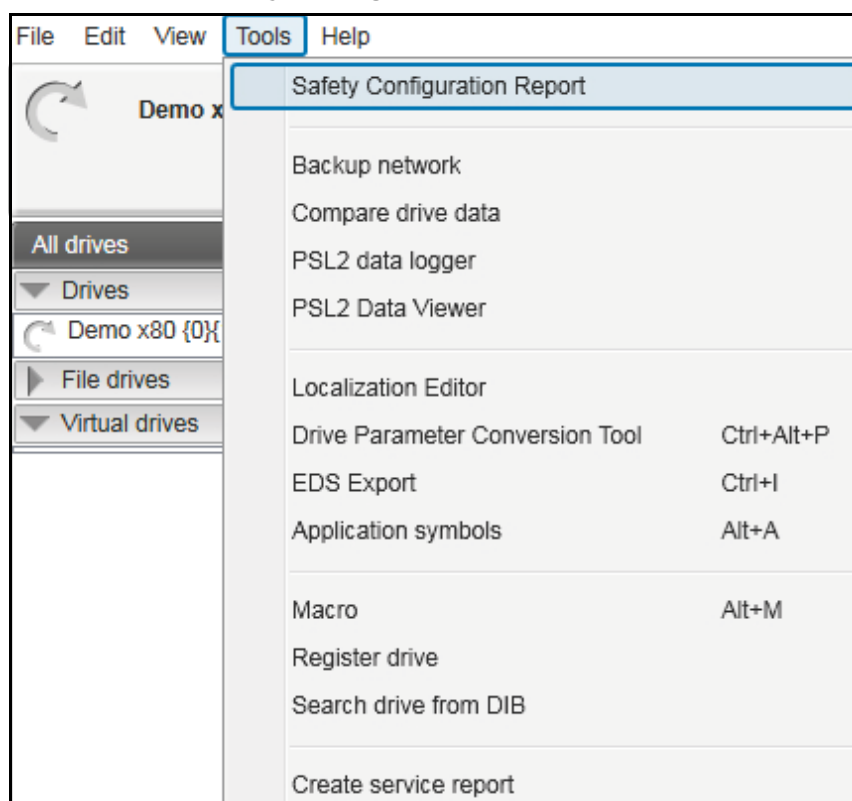 File Edit View Tools Help
Safety Configuration Report
Demo x
Backup network
Compare drive data
All drives
PSL2 data logger
Drives
PSL2 Data Viewer
Demo x80 {0}{
File drives
Localization Editor
Virtual drives
Drive Parameter Conversion Tool Ctrl+Alt+P
EDS Export Ctrl+I
Application symbols Alt+A
Macro Alt+M
Register drive
Search drive from DIB
Create service report